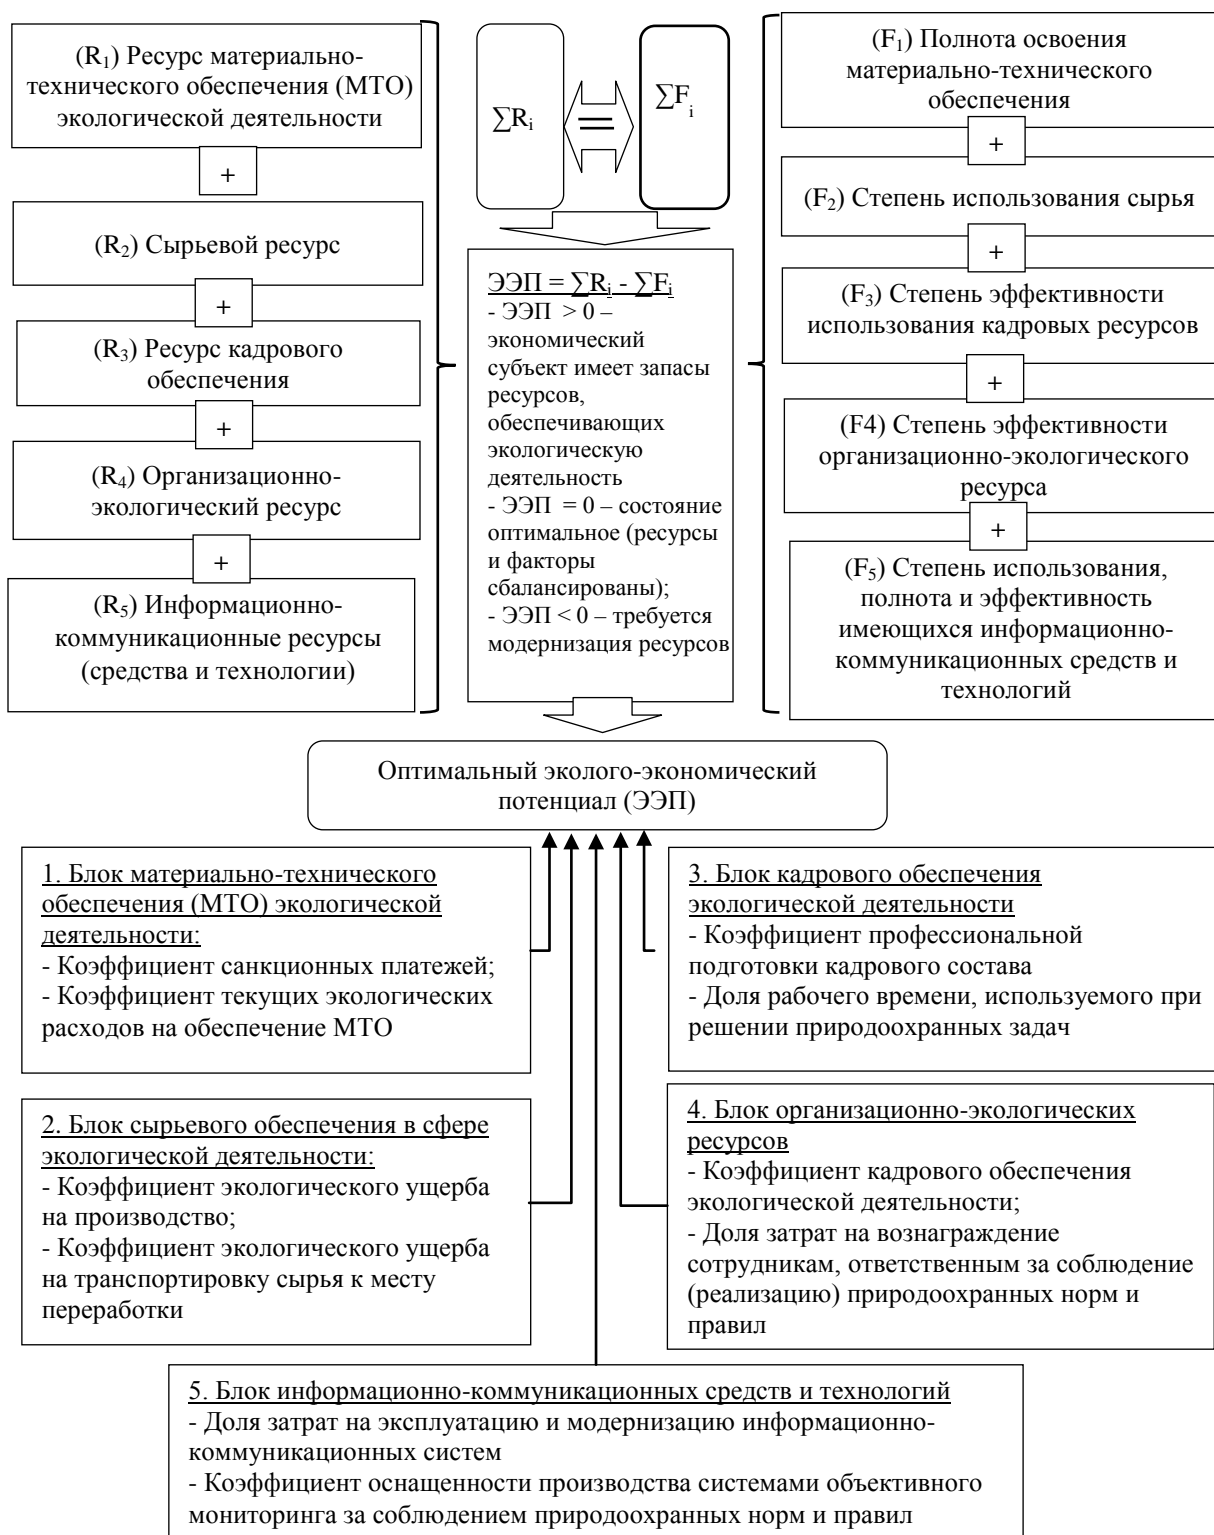 (R₁) Ресурс материально-
технического обеспечения (МТО)
экологической деятельности
+
(R₂) Сырьевой ресурс
+
(R₃) Ресурс кадрового
обеспечения
+
(R₄) Организационно-
экологический ресурс
+
(R₅) Информационно-
коммуникационные ресурсы
(средства и технологии)
∑Rᵢ
=
∑Fᵢ
ЭЭП = ∑Rᵢ - ∑Fᵢ
- ЭЭП > 0 –
экономический
субъект имеет запасы
ресурсов,
обеспечивающих
экологическую
деятельность
- ЭЭП = 0 – состояние
оптимальное (ресурсы
и факторы
сбалансированы);
- ЭЭП < 0 – требуется
модернизация ресурсов
(F₁) Полнота освоения
материально-технического
обеспечения
+
(F₂) Степень использования сырья
+
(F₃) Степень эффективности
использования кадровых ресурсов
+
(F4) Степень эффективности
организационно-экологического
ресурса
+
(F₅) Степень использования,
полнота и эффективность
имеющихся информационно-
коммуникационных средств и
технологий
Оптимальный эколого-экономический
потенциал (ЭЭП)
1. Блок материально-технического
обеспечения (МТО) экологической
деятельности:
- Коэффициент санкционных платежей;
- Коэффициент текущих экологических
расходов на обеспечение МТО
2. Блок сырьевого обеспечения в сфере
экологической деятельности:
- Коэффициент экологического ущерба
на производство;
- Коэффициент экологического ущерба
на транспортировку сырья к месту
переработки
3. Блок кадрового обеспечения
экологической деятельности
- Коэффициент профессиональной
подготовки кадрового состава
- Доля рабочего времени, используемого при
решении природоохранных задач
4. Блок организационно-экологических
ресурсов
- Коэффициент кадрового обеспечения
экологической деятельности;
- Доля затрат на вознаграждение
сотрудникам, ответственным за соблюдение
(реализацию) природоохранных норм и
правил
5. Блок информационно-коммуникационных средств и технологий
- Доля затрат на эксплуатацию и модернизацию информационно-
коммуникационных систем
- Коэффициент оснащенности производства системами объективного
мониторинга за соблюдением природоохранных норм и правил